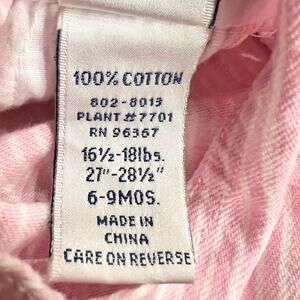 100% COTTON
802-8013
PLANT #7701
RN 96367
16½-18lbs.
27"-28½"
6-9MOS.
MADE IN
CHINA
CARE ON REVERSE